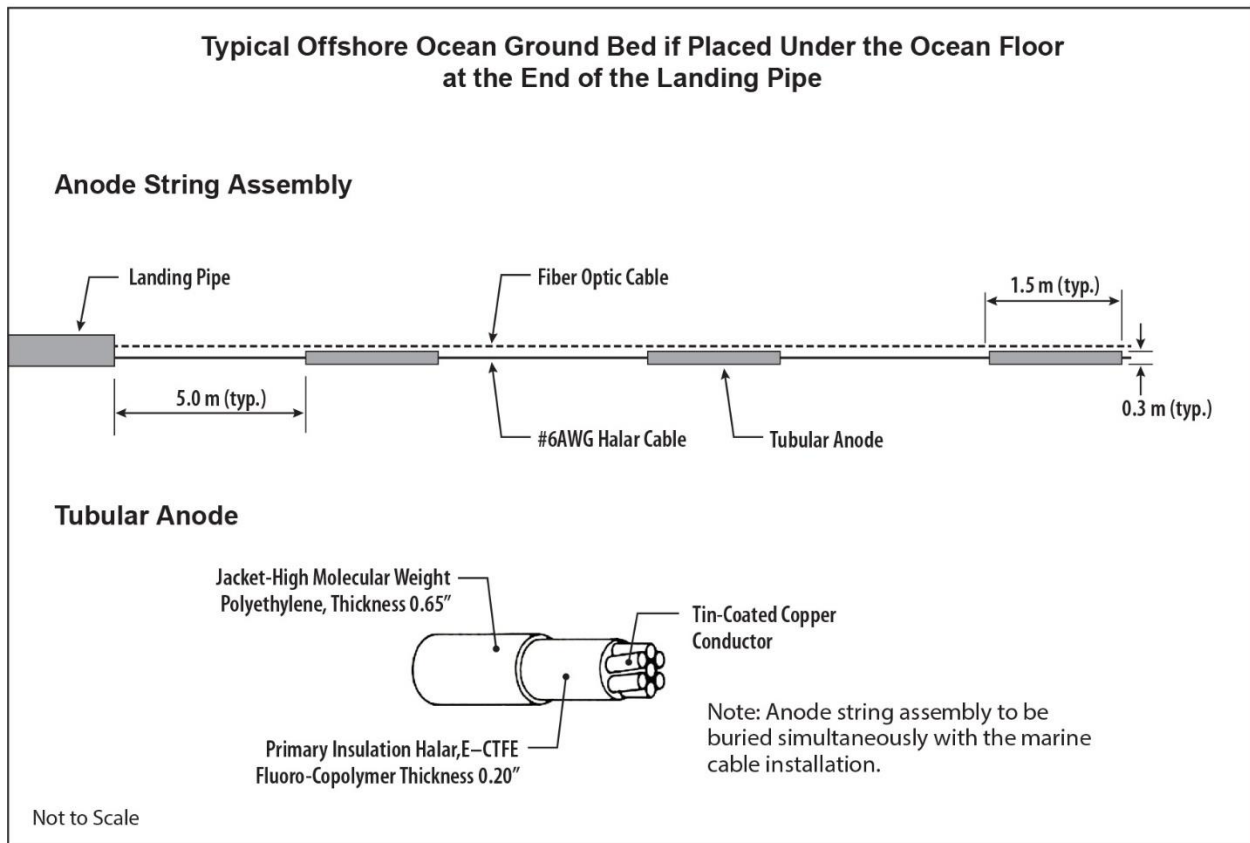 Typical Offshore Ocean Ground Bed if Placed Under the Ocean Floor
at the End of the Landing Pipe
Anode String Assembly
Landing Pipe
Fiber Optic Cable
1.5 m (typ.)
5.0 m (typ.)
0.3 m (typ.)
#6AWG Halar Cable
Tubular Anode
Tubular Anode
Jacket-High Molecular Weight
Polyethylene, Thickness 0.65″
Tin-Coated Copper
Conductor
Primary Insulation Halar,E–CTFE
Fluoro-Copolymer Thickness 0.20″
Note: Anode string assembly to be
buried simultaneously with the marine
cable installation.
Not to Scale